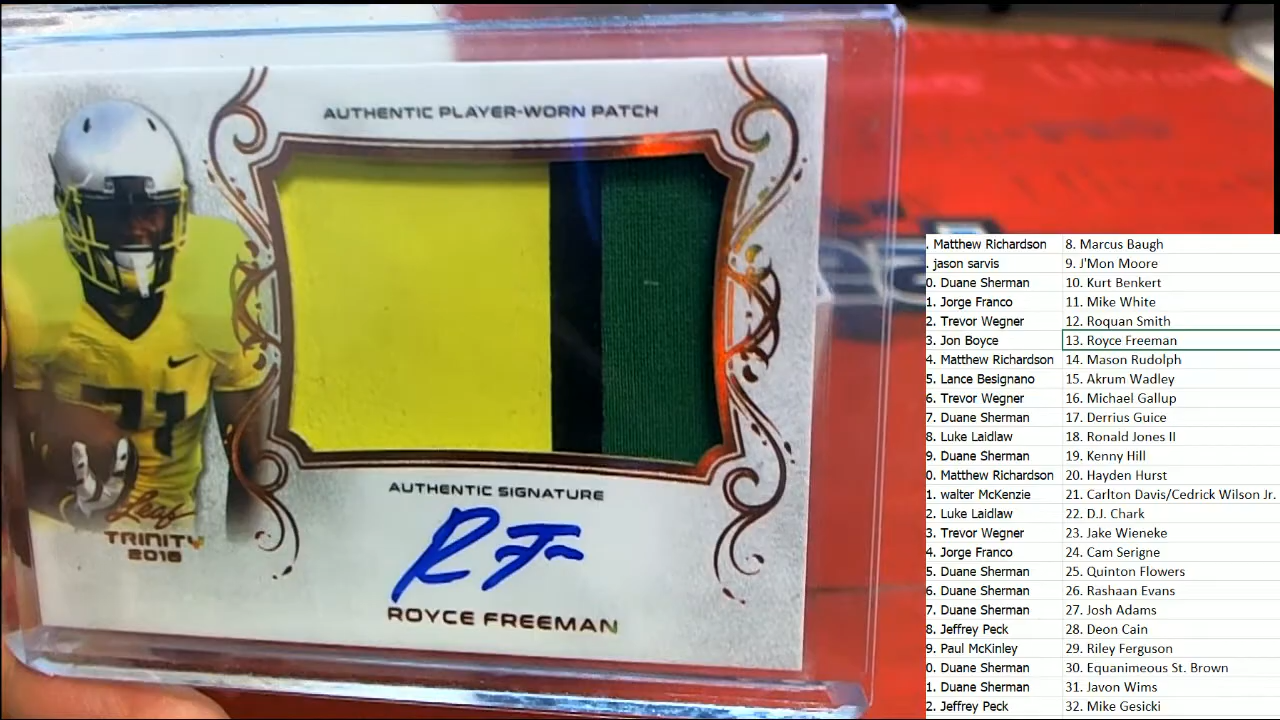 AUTHENTIC PLAYER-WORN PATCH
71
Leaf
TRINITY
2018
AUTHENTIC SIGNATURE
RF
ROYCE FREEMAN
. Matthew Richardson 8. Marcus Baugh
. jason sarvis 9. J'Mon Moore
0. Duane Sherman 10. Kurt Benkert
1. Jorge Franco 11. Mike White
2. Trevor Wegner 12. Roquan Smith
3. Jon Boyce 13. Royce Freeman
4. Matthew Richardson 14. Mason Rudolph
5. Lance Besignano 15. Akrum Wadley
6. Trevor Wegner 16. Michael Gallup
7. Duane Sherman 17. Derrius Guice
8. Luke Laidlaw 18. Ronald Jones II
9. Duane Sherman 19. Kenny Hill
0. Matthew Richardson 20. Hayden Hurst
1. walter McKenzie 21. Carlton Davis/Cedrick Wilson Jr.
2. Luke Laidlaw 22. D.J. Chark
3. Trevor Wegner 23. Jake Wieneke
4. Jorge Franco 24. Cam Serigne
5. Duane Sherman 25. Quinton Flowers
6. Duane Sherman 26. Rashaan Evans
7. Duane Sherman 27. Josh Adams
8. Jeffrey Peck 28. Deon Cain
9. Paul McKinley 29. Riley Ferguson
0. Duane Sherman 30. Equanimeous St. Brown
1. Duane Sherman 31. Javon Wims
2. Jeffrey Peck 32. Mike Gesicki